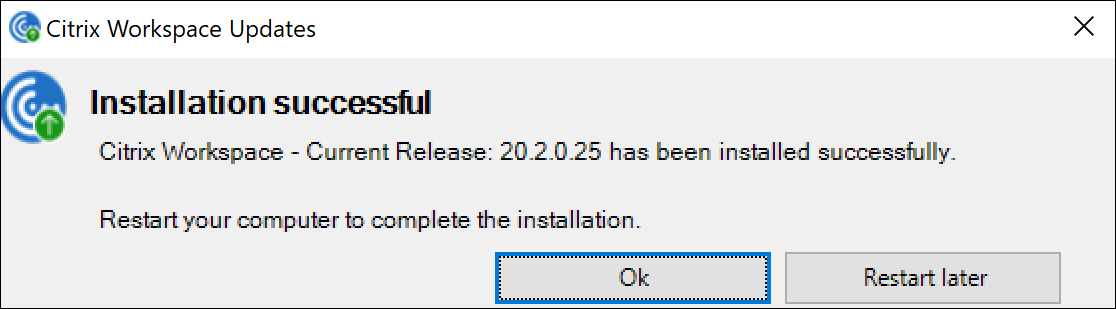 Citrix Workspace Updates
Installation successful
Citrix Workspace - Current Release: 20.2.0.25 has been installed successfully.
Restart your computer to complete the installation.
Ok
Restart later